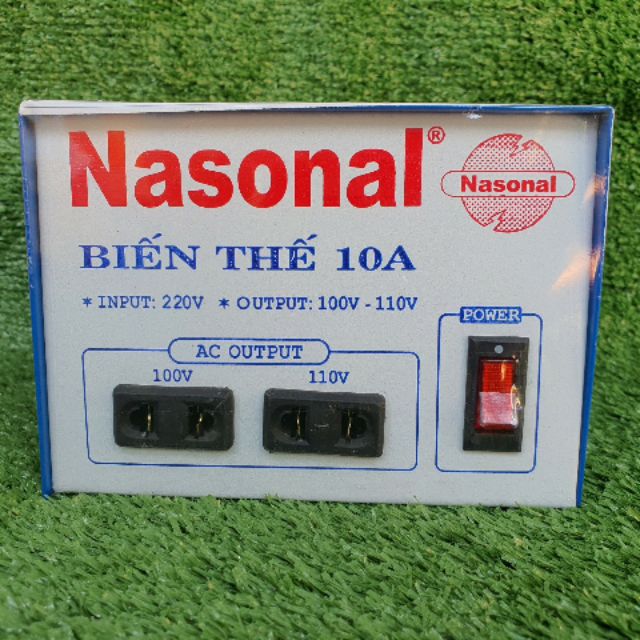 Nasonal®
Nasonal
BIẾN THẾ 10A
* INPUT: 220V * OUTPUT: 100V - 110V
POWER
AC OUTPUT
100V 110V